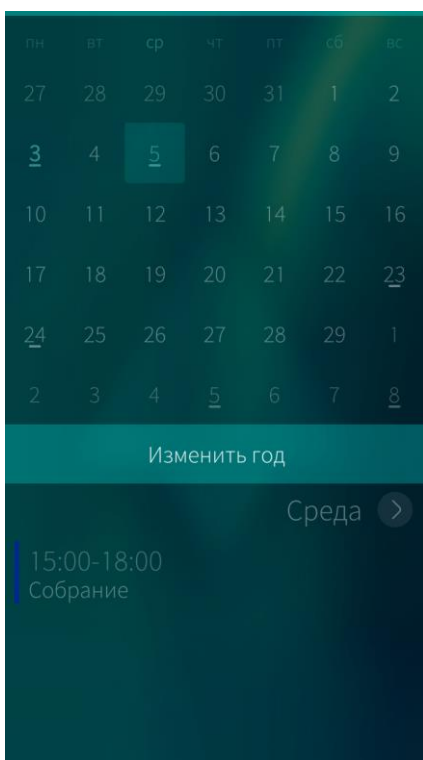 пн вт ср чт пт сб вс
27 28 29 30 31 1 2
3 4 5 6 7 8 9
10 11 12 13 14 15 16
17 18 19 20 21 22 23
24 25 26 27 28 29 1
2 3 4 5 6 7 8
Изменить год
Среда
15:00-18:00
Собрание